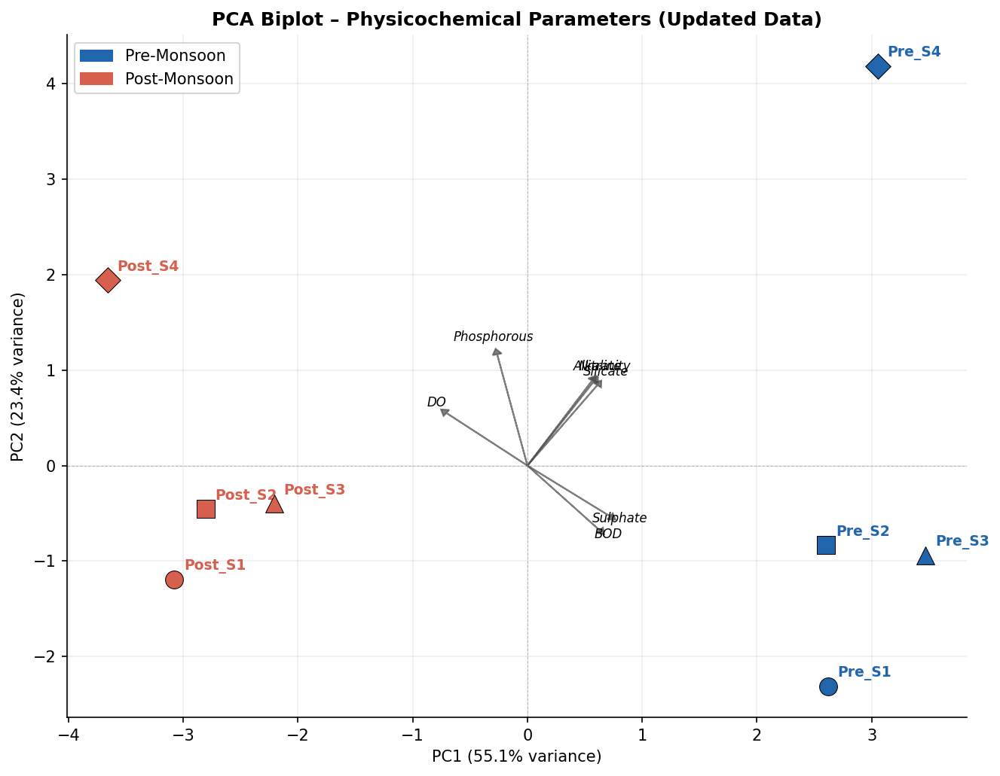 PCA Biplot – Physicochemical Parameters (Updated Data)
Pre-Monsoon
Post-Monsoon
Pre_S4
Post_S4
Phosphorous
Alkalinity
Silicate
DO
Post_S2
Post_S3
Sulphate
BOD
Pre_S2
Pre_S3
Post_S1
Pre_S1
4
3
2
1
0
−1
−2
PC2 (23.4% variance)
−4 −3 −2 −1 0 1 2 3
PC1 (55.1% variance)